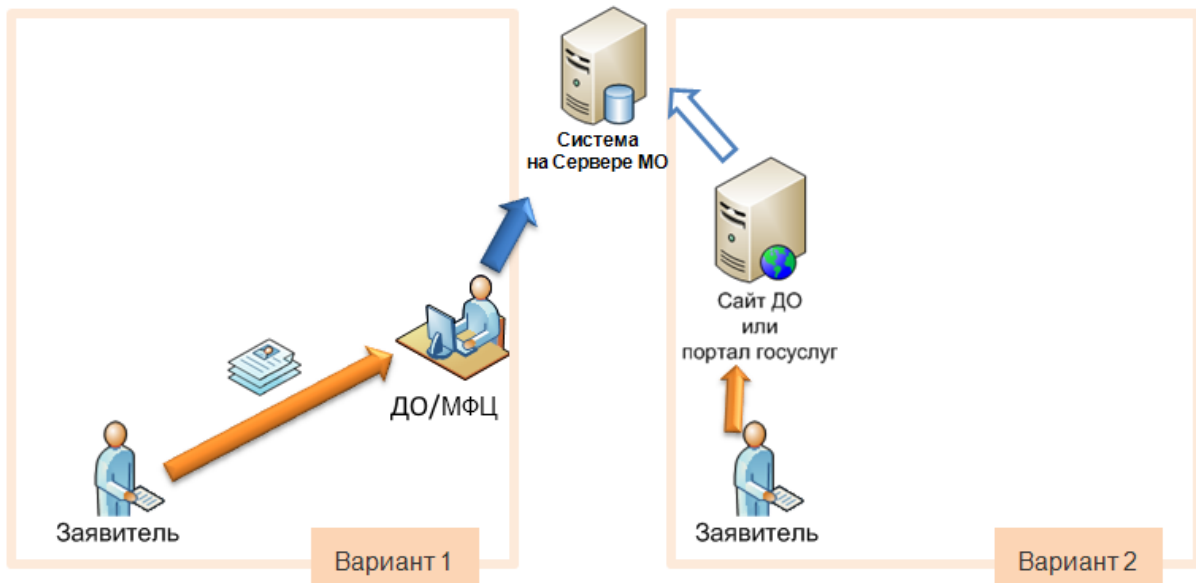 Система
на Сервере МО
Сайт ДО
или
портал госуслуг
ДО/МФЦ
Заявитель
Заявитель
Вариант 1
Вариант 2